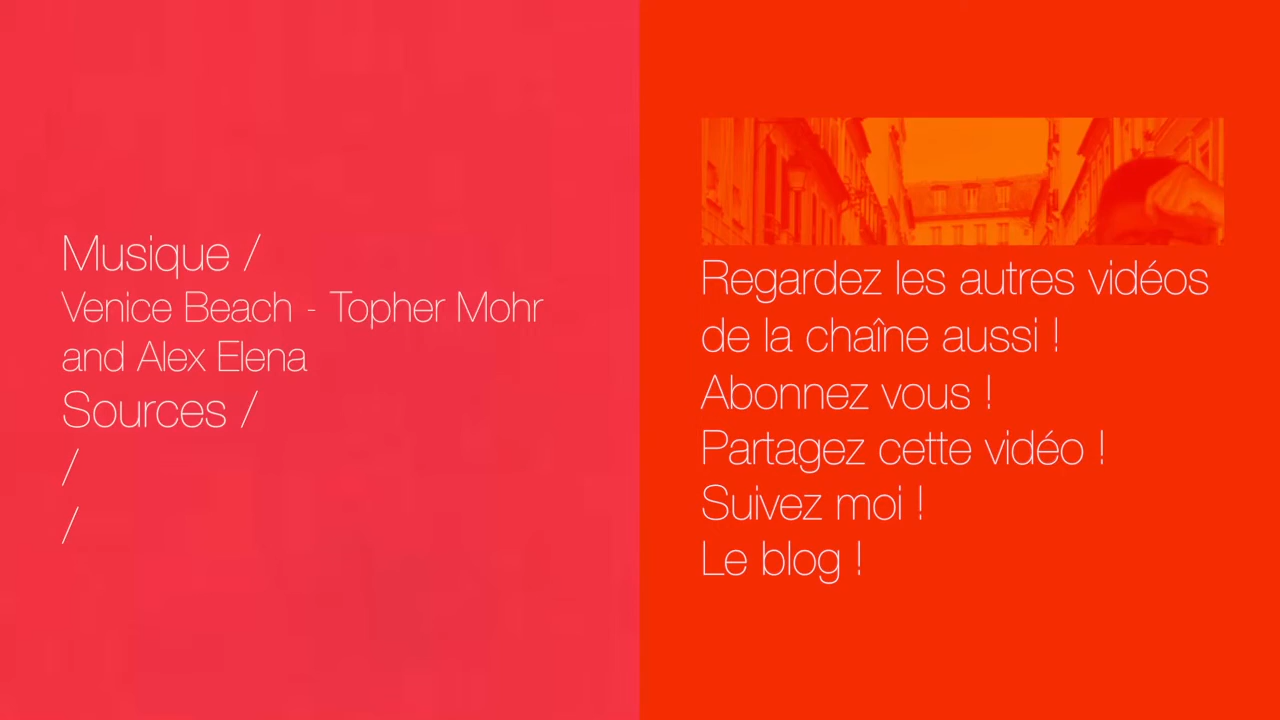 Musique /
Venice Beach - Topher Mohr
and Alex Elena
Sources /
/
/
Regardez les autres vidéos
de la chaîne aussi !
Abonnez vous !
Partagez cette vidéo !
Suivez moi !
Le blog !